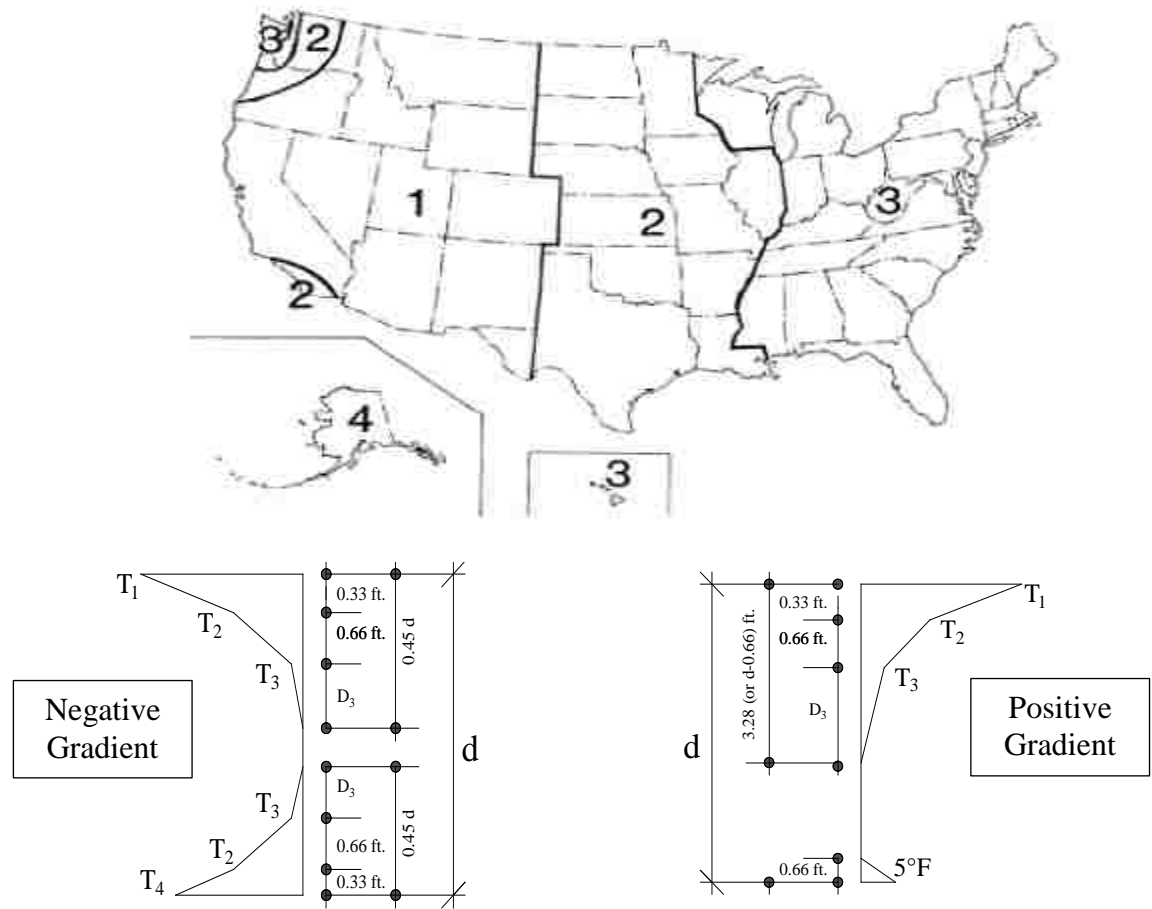 3 2
1
2
3
2
4
3
T1
T2
T3
0.33 ft.
0.66 ft.
D3
0.45 d
d
Negative
Gradient
T3
T2
T4
D3
0.66 ft.
0.33 ft.
0.45 d
3.28 (or d-0.66) ft.
0.33 ft.
0.66 ft.
D3
d
T1
T2
T3
Positive
Gradient
0.66 ft.
5°F